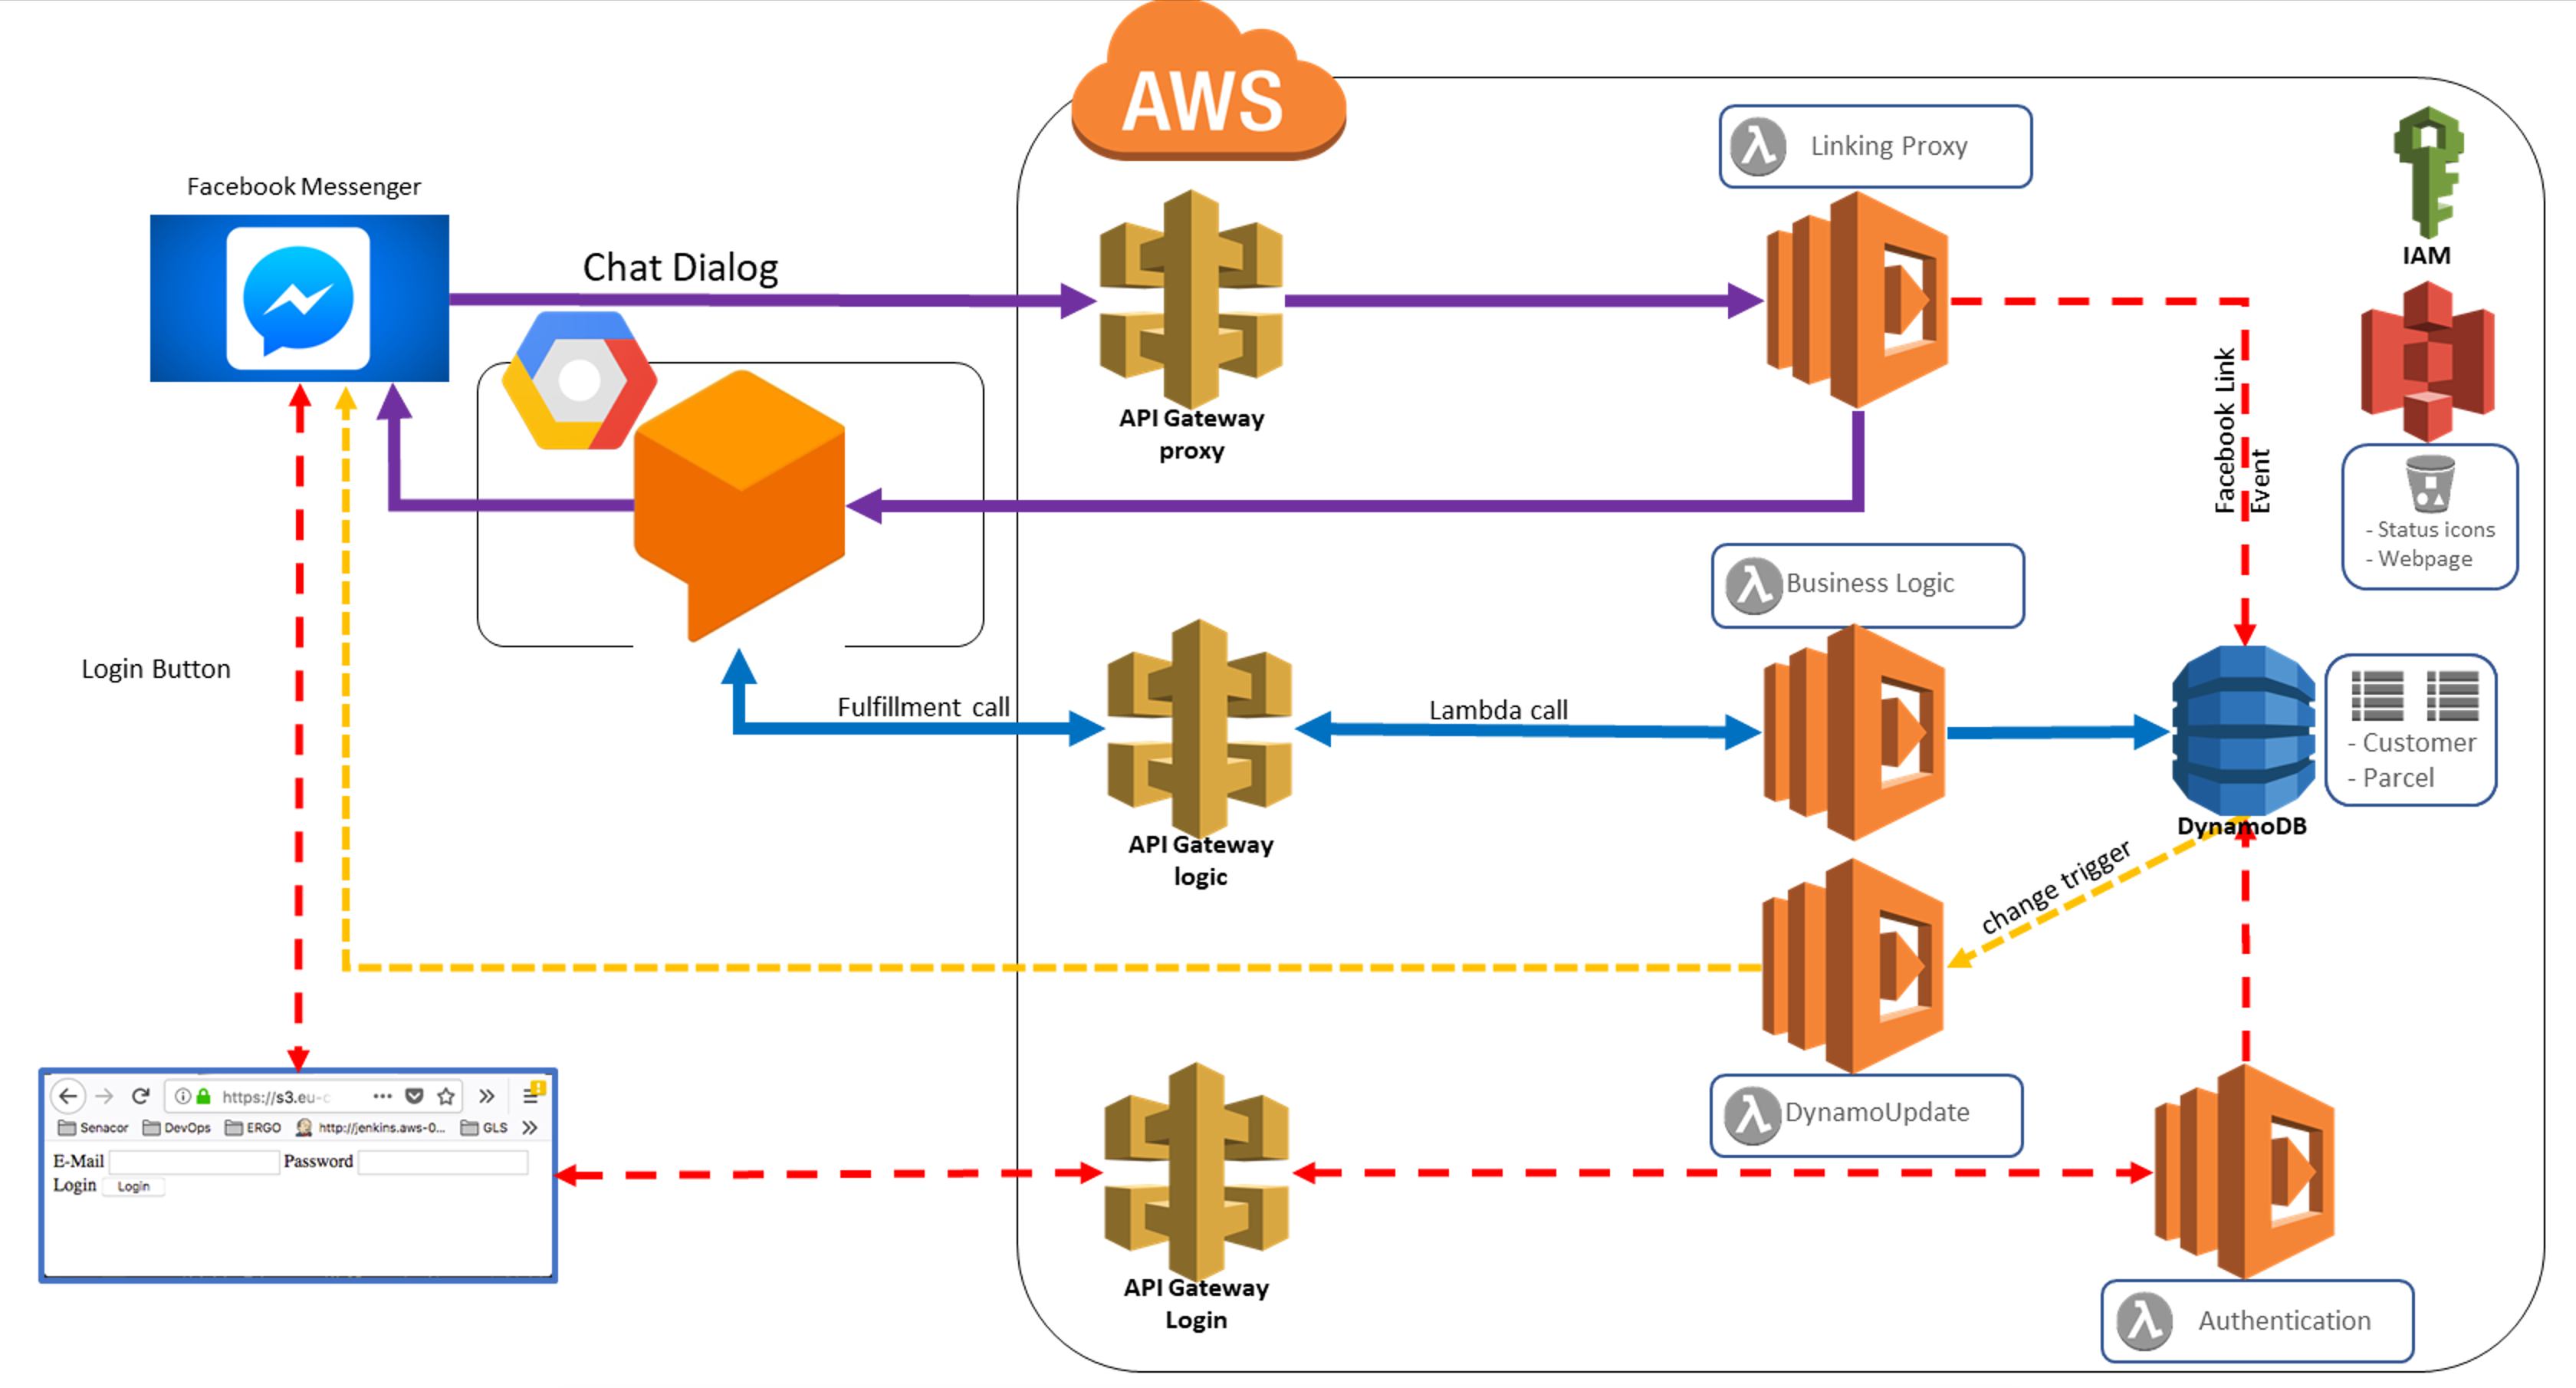 AWS
Linking Proxy
Facebook Messenger
Chat Dialog
IAM
API Gateway
proxy
Facebook Link
Event
- Status icons
- Webpage
Business Logic
Login Button
Fulfillment call
Lambda call
- Customer
- Parcel
DynamoDB
API Gateway
logic
change trigger
https://s3.eu-c
Senacor DevOps ERGO http://jenkins.aws-0... GLS
DynamoUpdate
E-Mail Password
Login Login
API Gateway
Login
Authentication